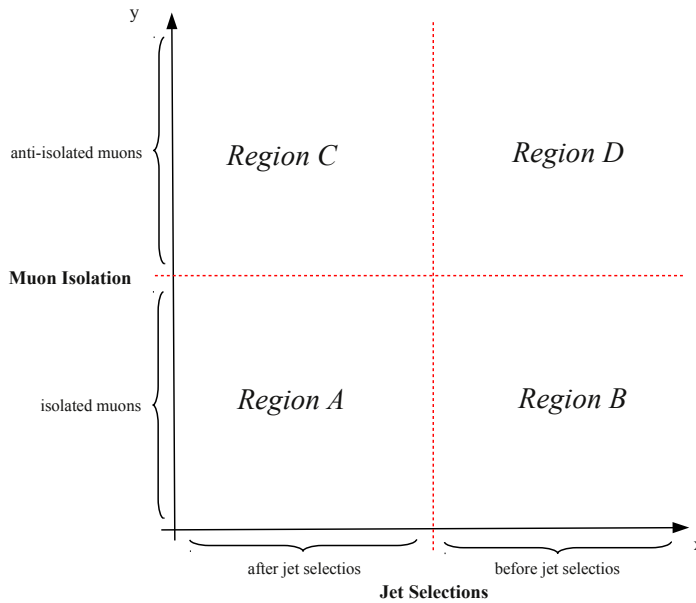 y
anti-isolated muons
Region C
Region D
Muon Isolation
isolated muons
Region A
Region B
x
after jet selectios
before jet selectios
Jet Selections